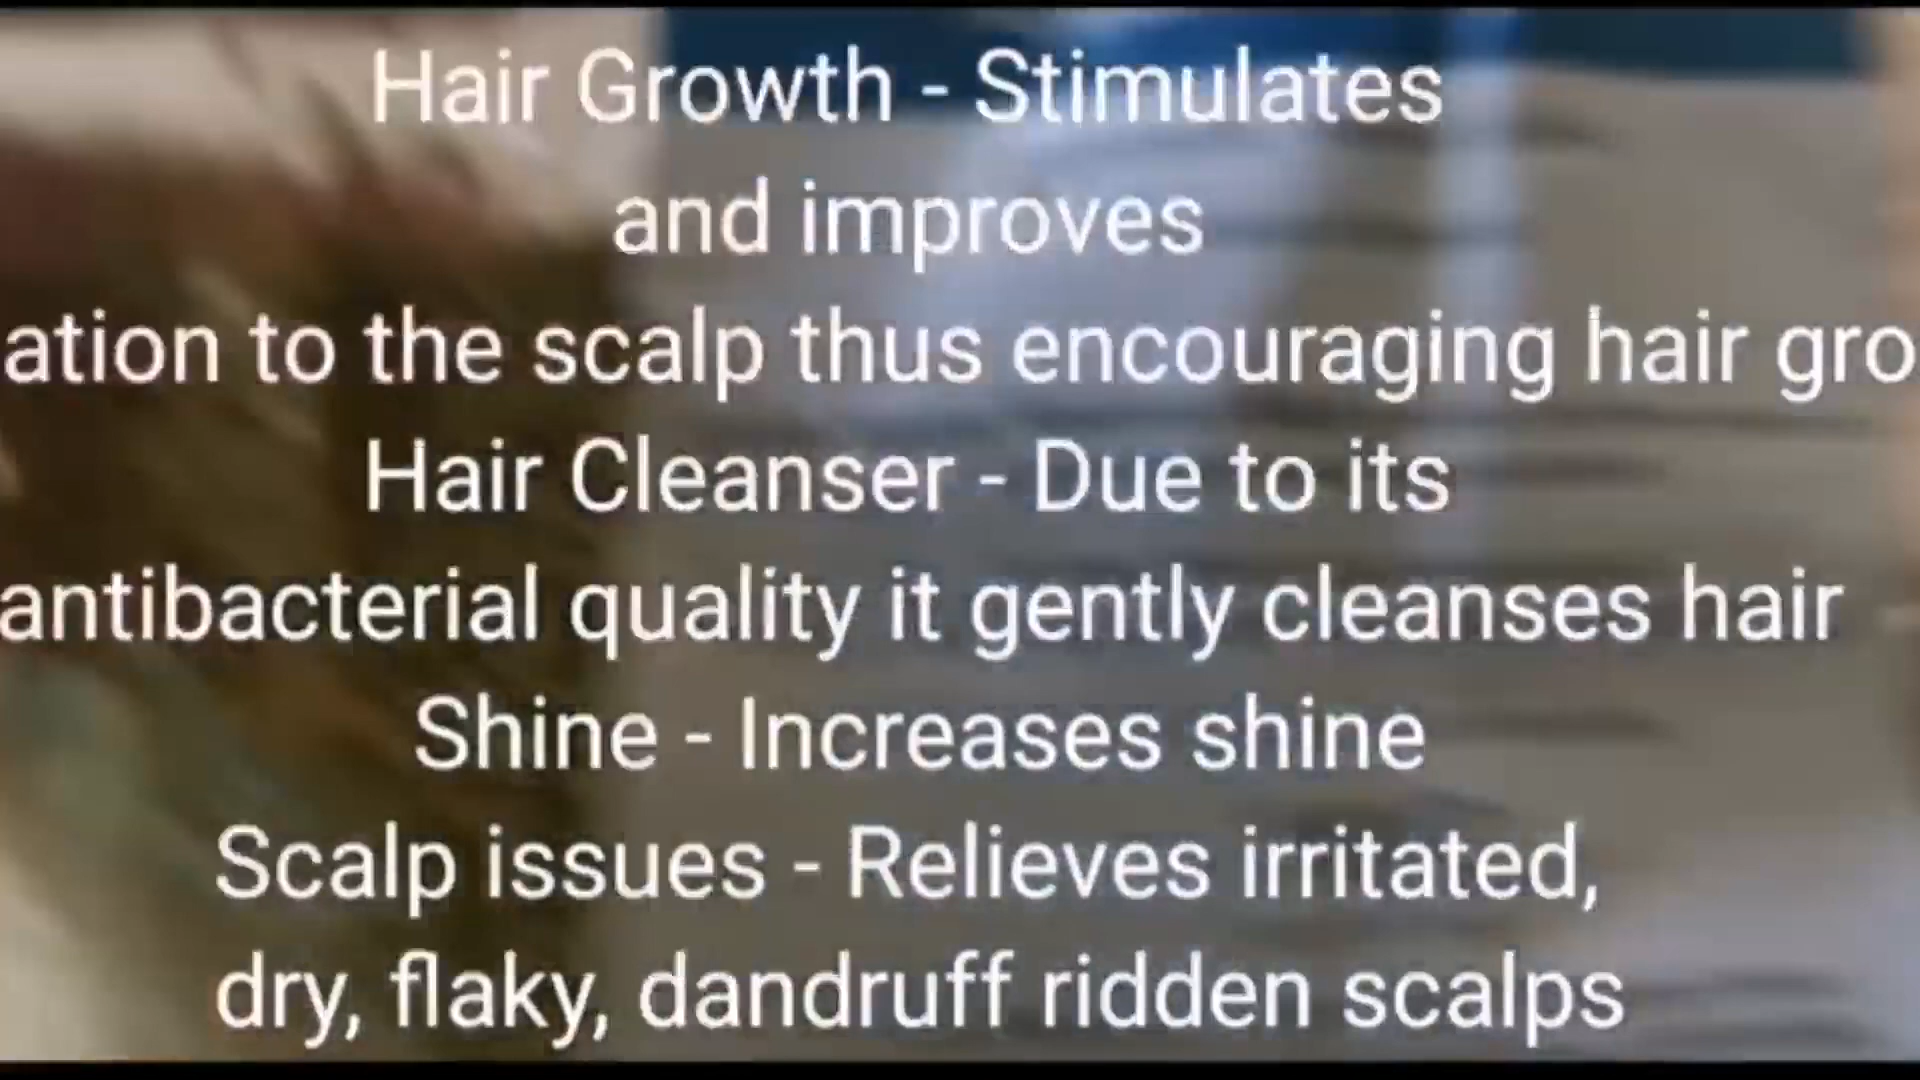 Hair Growth - Stimulates
and improves
ation to the scalp thus encouraging hair gro
Hair Cleanser - Due to its
antibacterial quality it gently cleanses hair
Shine - Increases shine
Scalp issues - Relieves irritated,
dry, flaky, dandruff ridden scalps